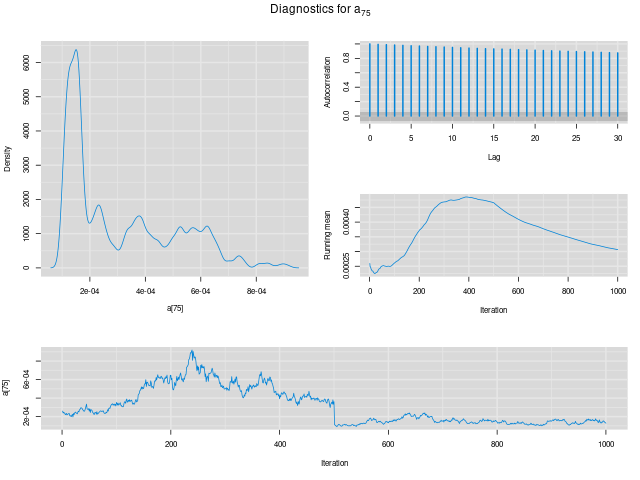 Diagnostics for a75
Density
0
1000
2000
3000
4000
5000
6000
2e-04
4e-04
6e-04
8e-04
a[75]
Autocorrelation
0.0
0.4
0.8
0
5
10
15
20
25
30
Lag
Running mean
0.00025
0.00040
0
200
400
600
800
1000
Iteration
a[75]
2e-04
6e-04
0
200
400
600
800
1000
Iteration